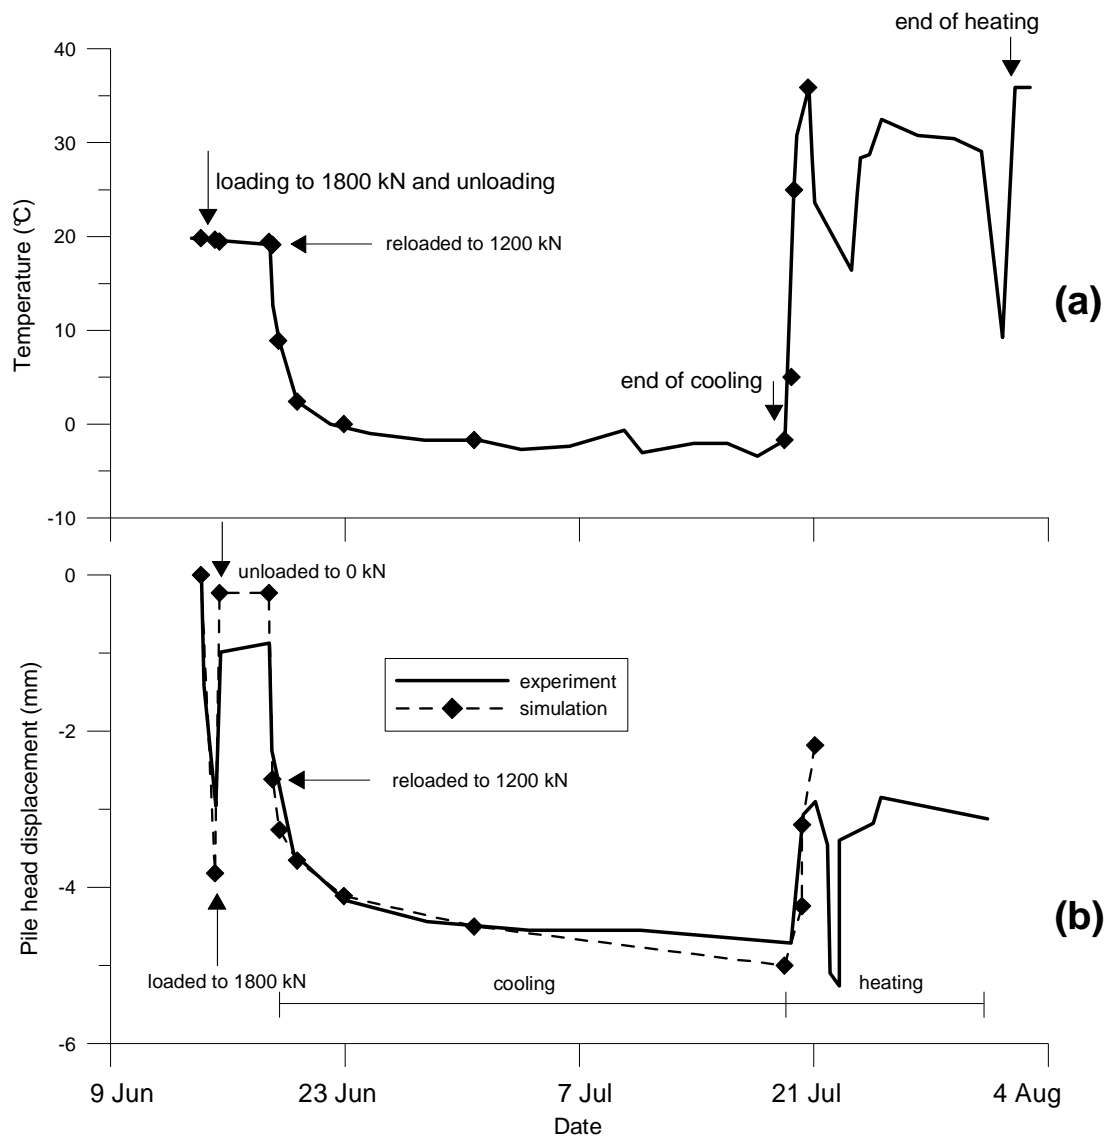 end of heating
40
30
20
10
0
-10
Temperature (°C)
loading to 1800 kN and unloading
reloaded to 1200 kN
end of cooling
(a)
0
-2
-4
-6
Pile head displacement (mm)
unloaded to 0 kN
experiment
simulation
reloaded to 1200 kN
(b)
loaded to 1800 kN
cooling
heating
9 Jun
23 Jun
7 Jul
21 Jul
4 Aug
Date